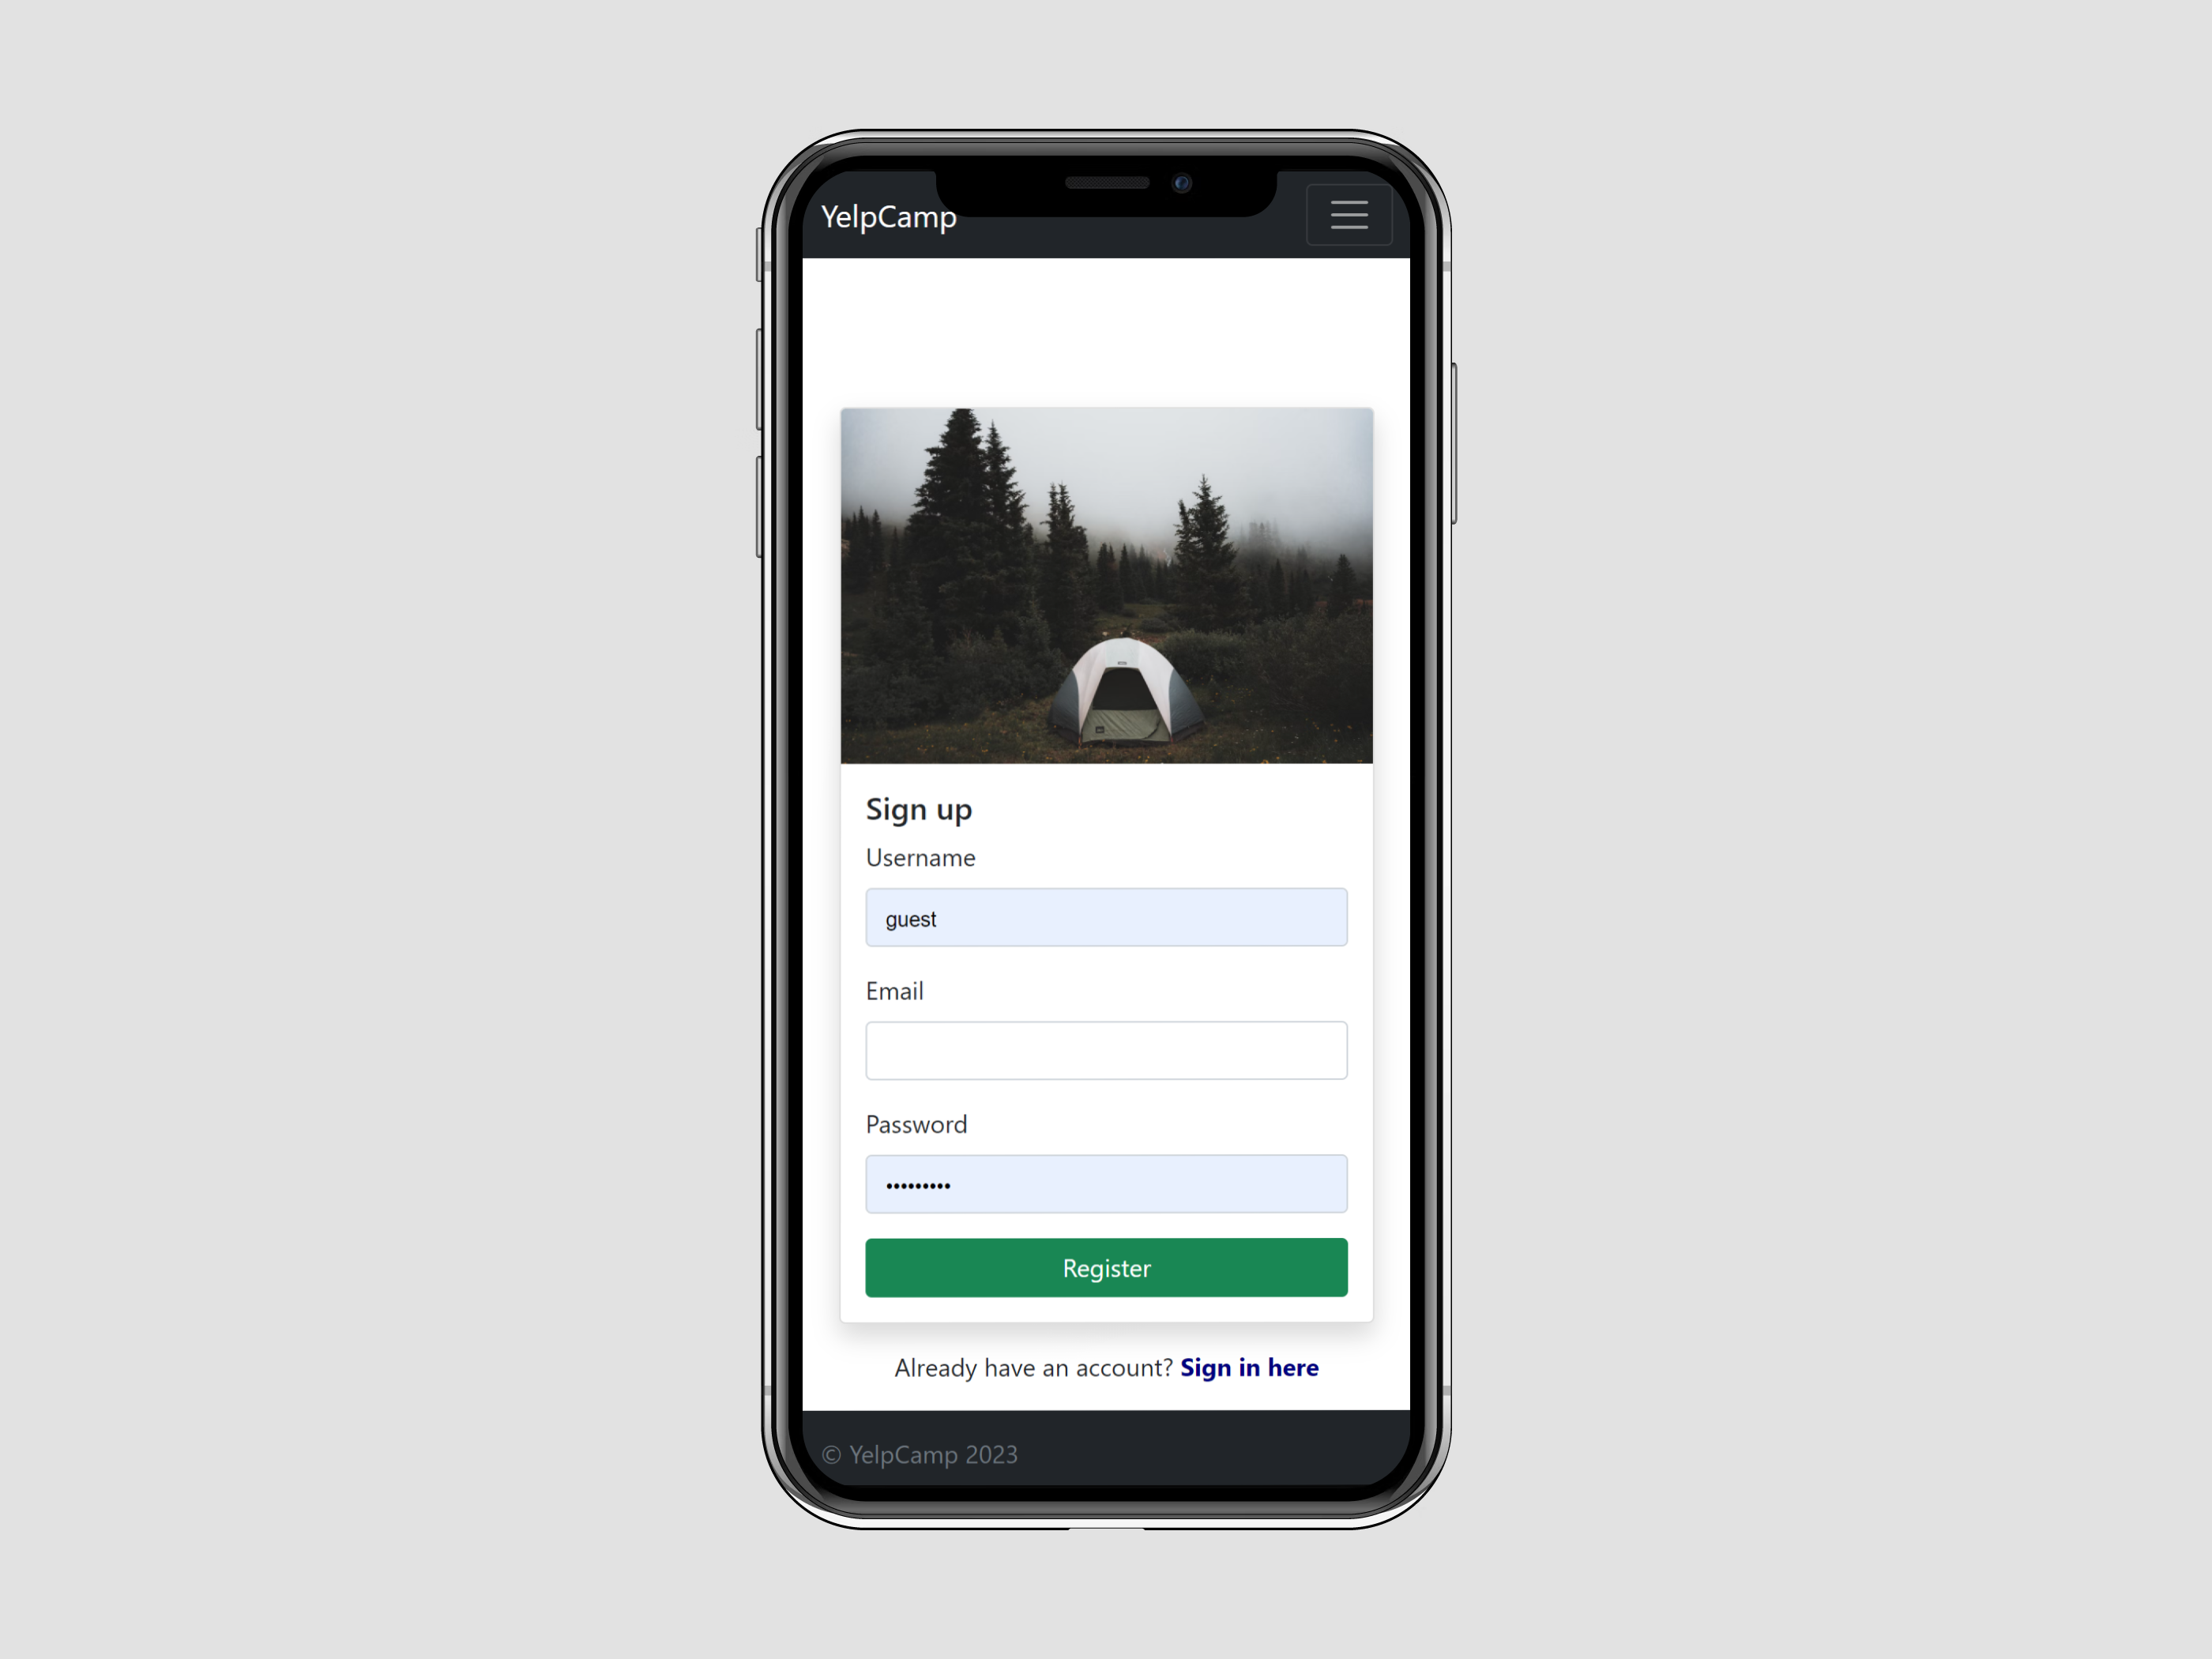 YelpCamp
Sign up
Username
guest
Email
Password
•••••••••
Register
Already have an account? Sign in here
© YelpCamp 2023